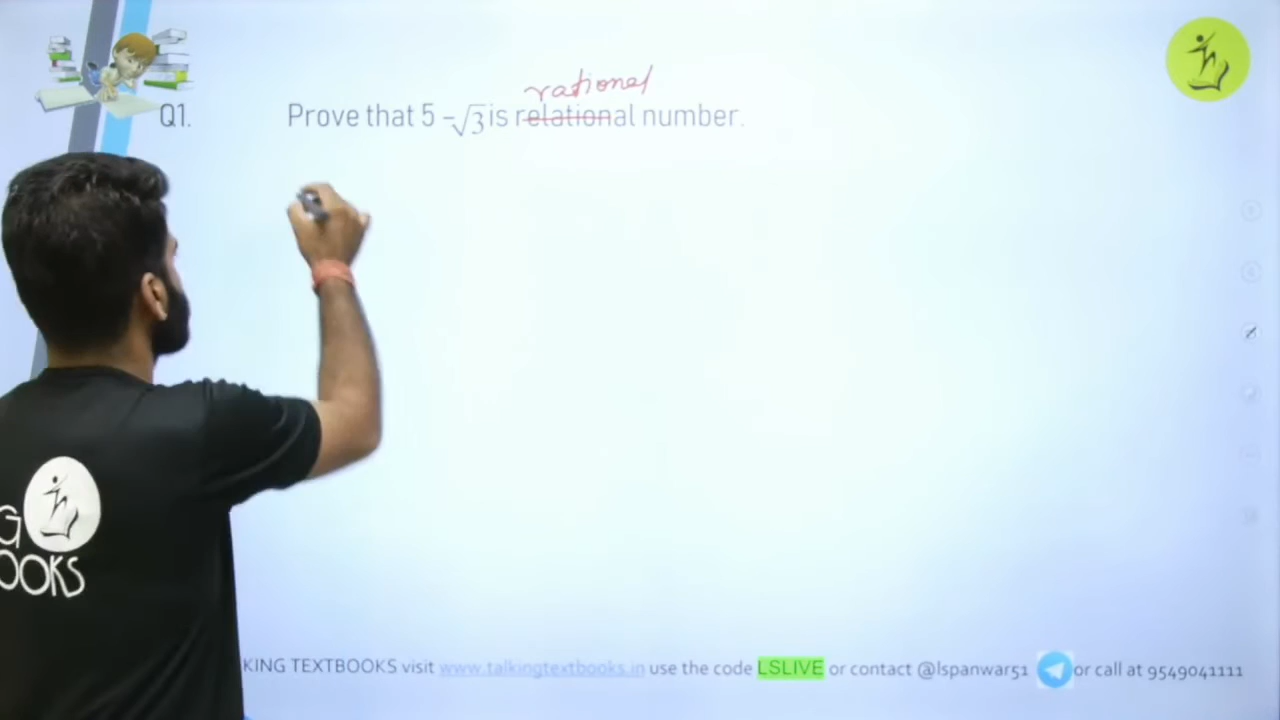 rational
Q1. Prove that 5 -√3 is relational number.
G
OOKS
KING TEXTBOOKS visit www.talkingtextbooks.in use the code LSLIVE or contact @lspanwar51 or call at 9549041111